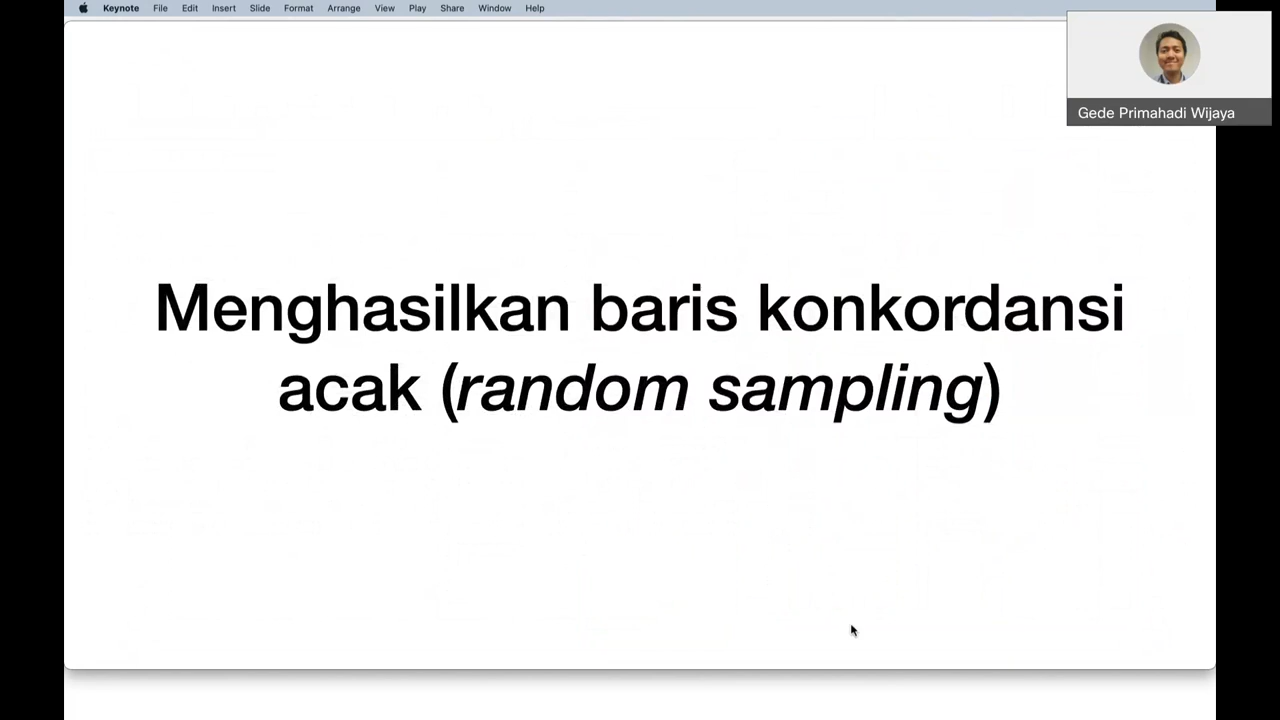 Keynote File Edit Insert Slide Format Arrange View Play Share Window Help
Gede Primahadi Wijaya
Menghasilkan baris konkordansi
acak (random sampling)